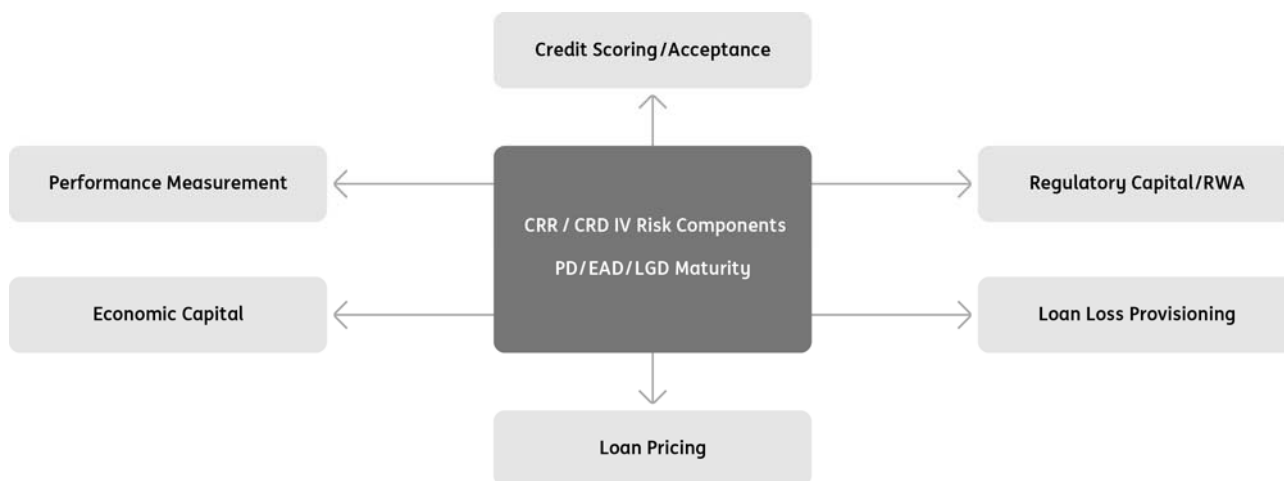 Credit Scoring/Acceptance
Performance Measurement
Regulatory Capital/RWA
CRR / CRD IV Risk Components
PD/EAD/LGD Maturity
Economic Capital
Loan Loss Provisioning
Loan Pricing